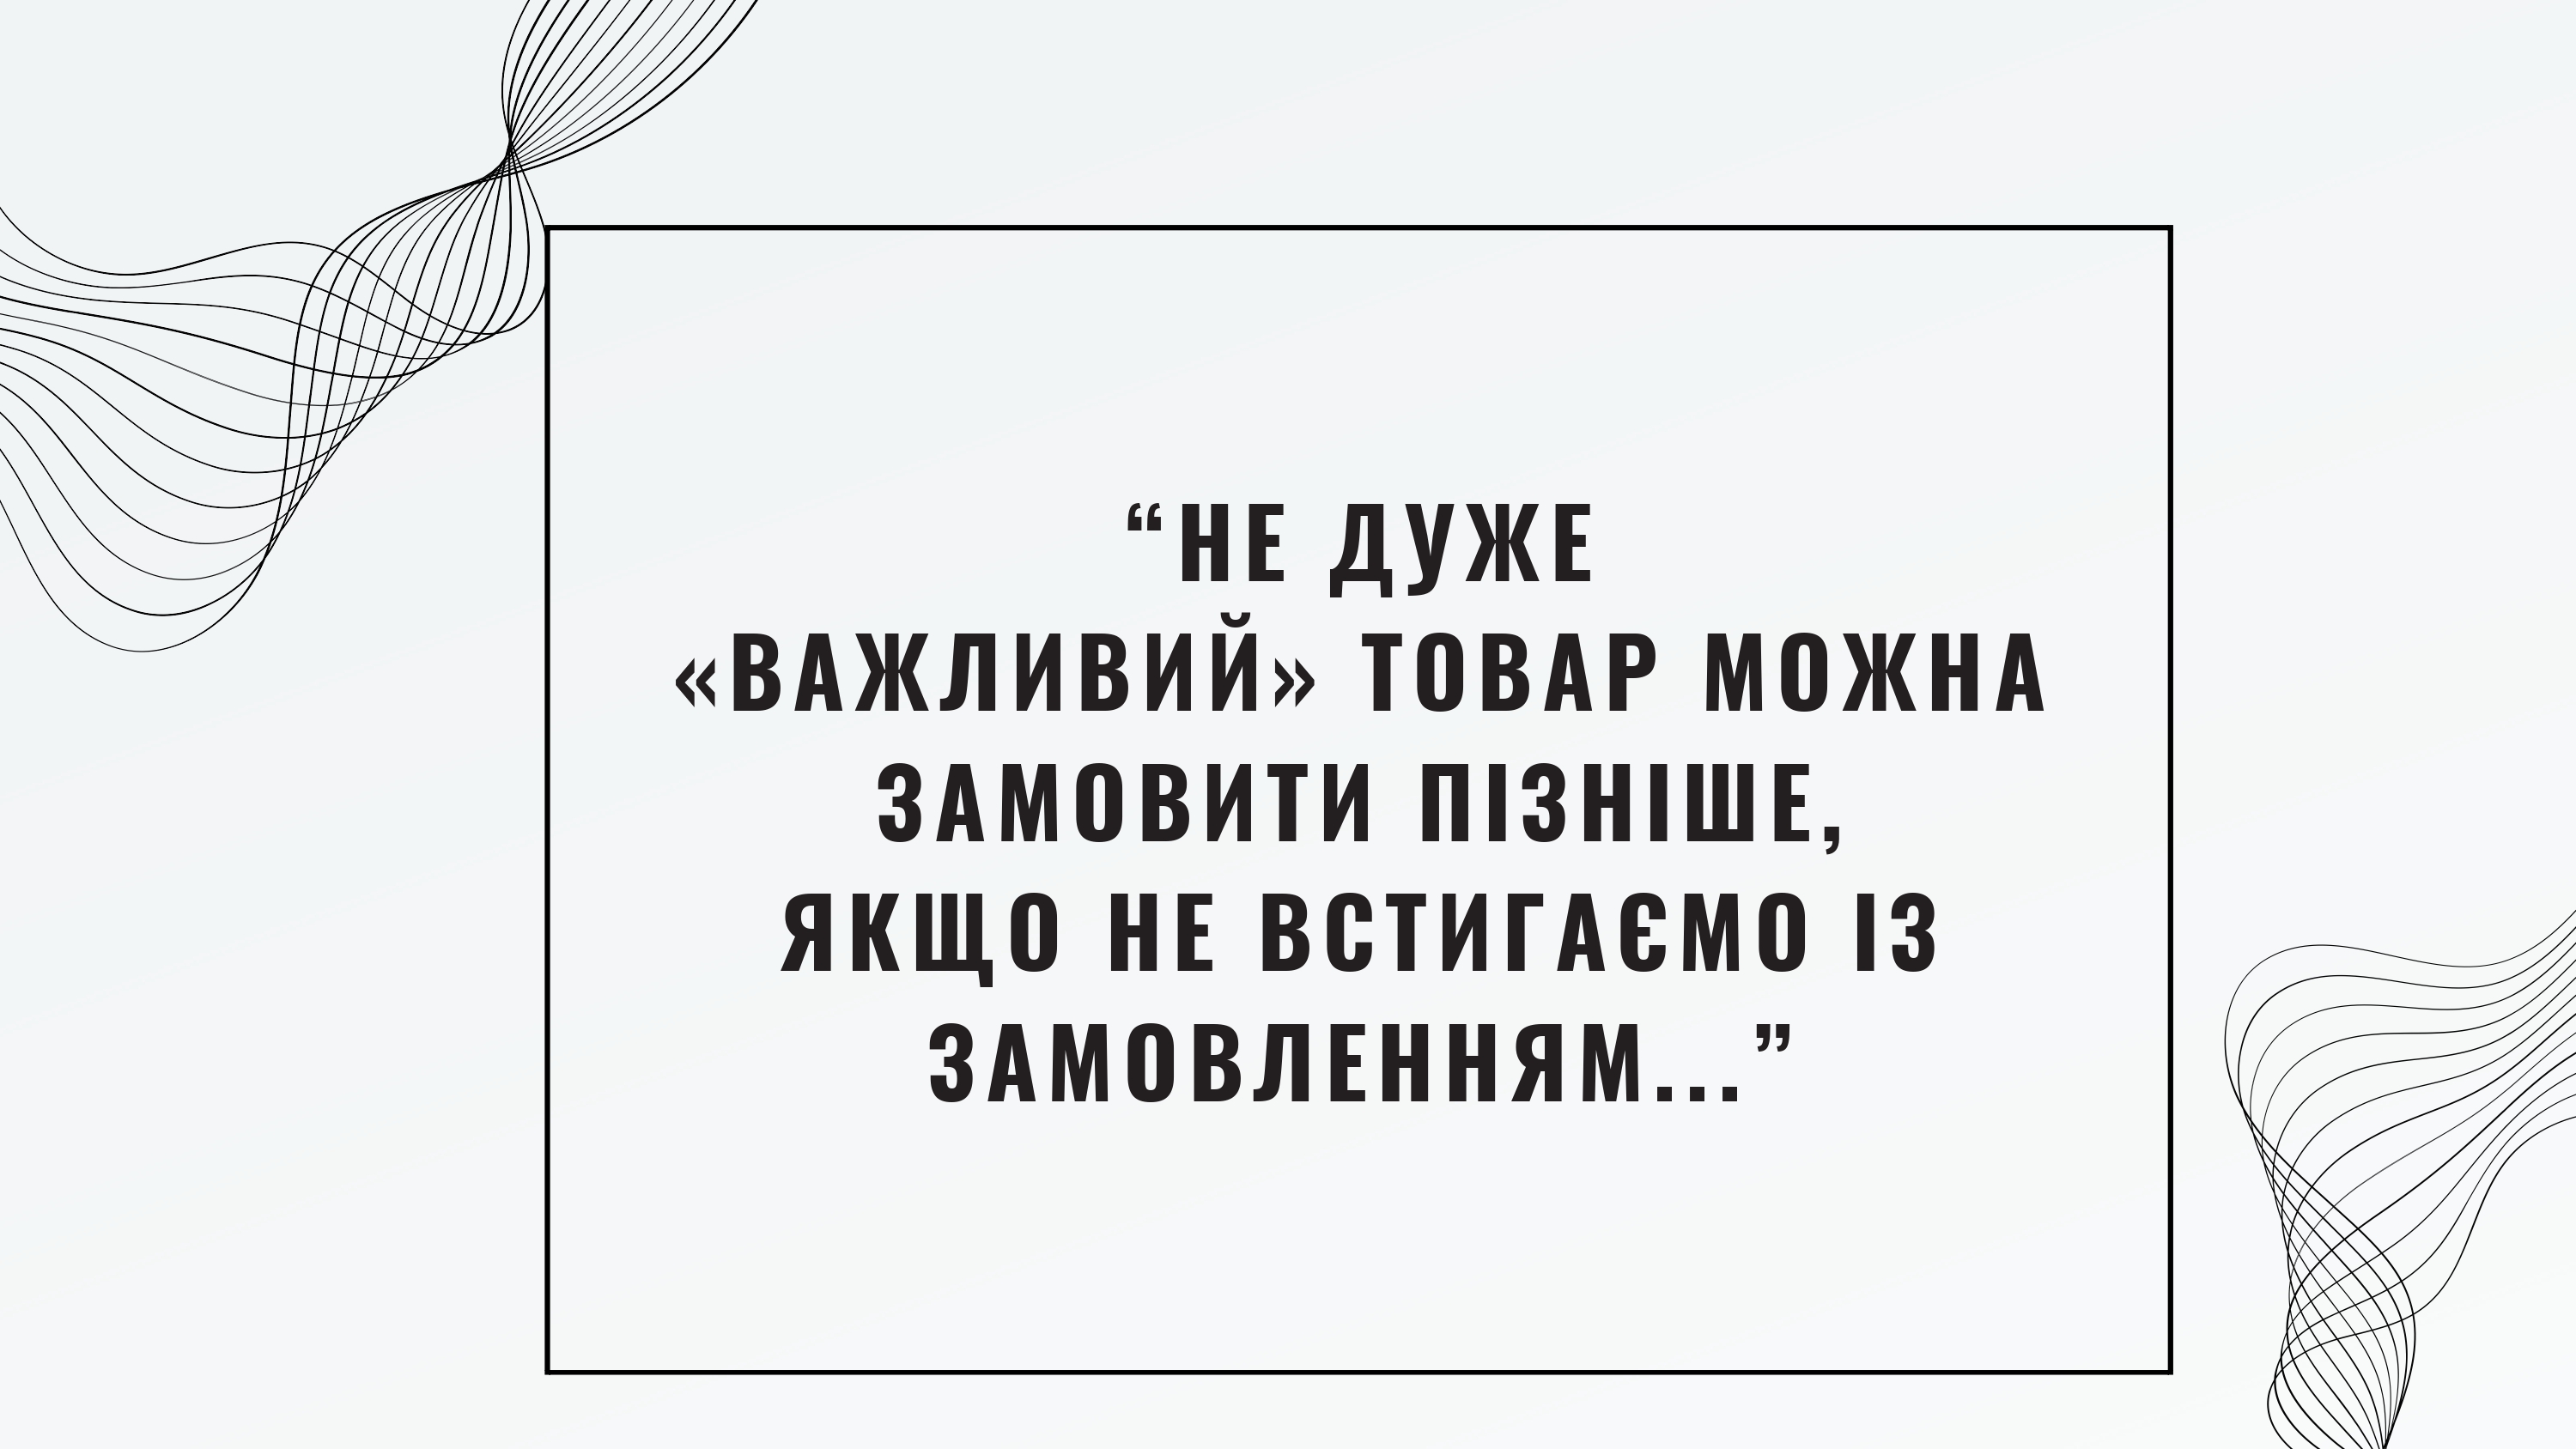 “НЕ ДУЖЕ
«ВАЖЛИВИЙ» ТОВАР МОЖНА
ЗАМОВИТИ ПІЗНІШЕ,
ЯКЩО НЕ ВСТИГАЄМО ІЗ
ЗАМОВЛЕННЯМ...”